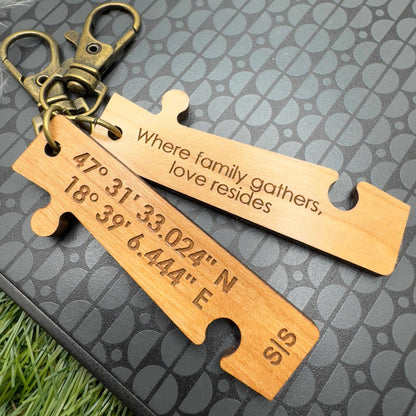 Where family gathers,
love resides
47° 31' 33.024" N
18° 39' 6.444" E
S|S